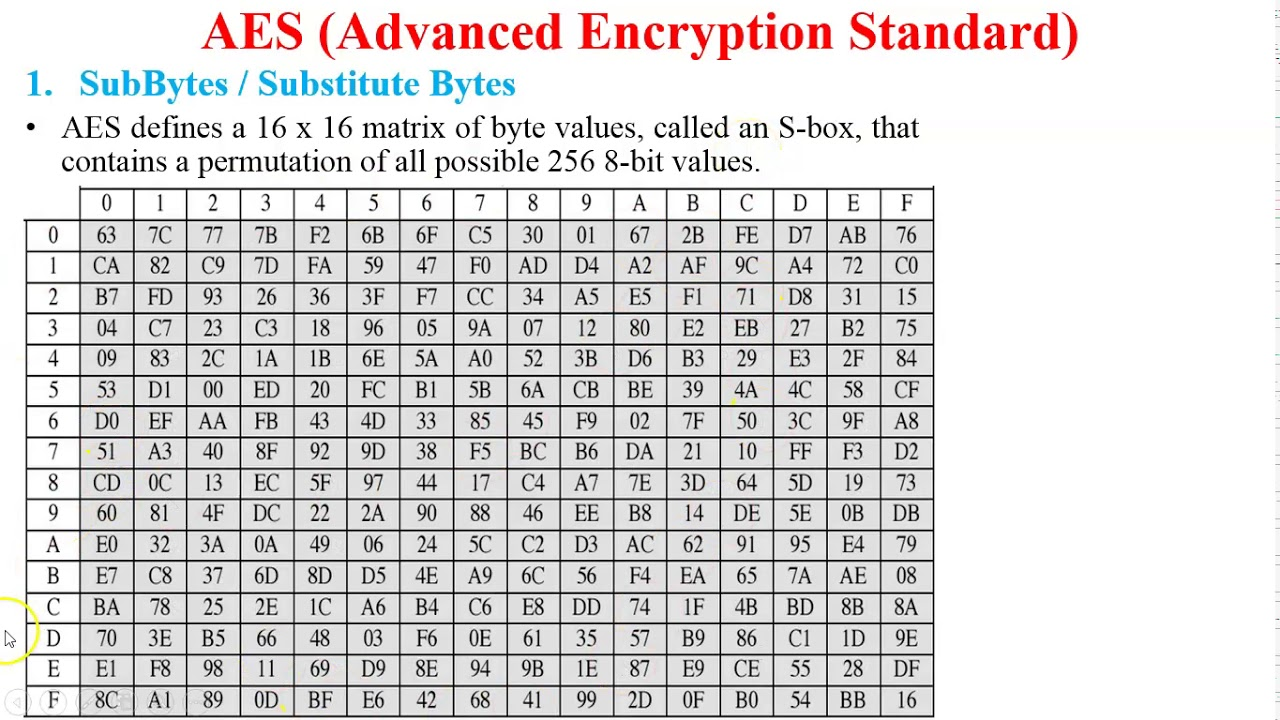 AES (Advanced Encryption Standard)
1. SubBytes / Substitute Bytes
• AES defines a 16 x 16 matrix of byte values, called an S-box, that
contains a permutation of all possible 256 8-bit values.
0 1 2 3 4 5 6 7 8 9 A B C D E F
0 63 7C 77 7B F2 6B 6F C5 30 01 67 2B FE D7 AB 76
1 CA 82 C9 7D FA 59 47 F0 AD D4 A2 AF 9C A4 72 C0
2 B7 FD 93 26 36 3F F7 CC 34 A5 E5 F1 71 D8 31 15
3 04 C7 23 C3 18 96 05 9A 07 12 80 E2 EB 27 B2 75
4 09 83 2C 1A 1B 6E 5A A0 52 3B D6 B3 29 E3 2F 84
5 53 D1 00 ED 20 FC B1 5B 6A CB BE 39 4A 4C 58 CF
6 D0 EF AA FB 43 4D 33 85 45 F9 02 7F 50 3C 9F A8
7 51 A3 40 8F 92 9D 38 F5 BC B6 DA 21 10 FF F3 D2
8 CD 0C 13 EC 5F 97 44 17 C4 A7 7E 3D 64 5D 19 73
9 60 81 4F DC 22 2A 90 88 46 EE B8 14 DE 5E 0B DB
A E0 32 3A 0A 49 06 24 5C C2 D3 AC 62 91 95 E4 79
B E7 C8 37 6D 8D D5 4E A9 6C 56 F4 EA 65 7A AE 08
C BA 78 25 2E 1C A6 B4 C6 E8 DD 74 1F 4B BD 8B 8A
D 70 3E B5 66 48 03 F6 0E 61 35 57 B9 86 C1 1D 9E
E E1 F8 98 11 69 D9 8E 94 9B 1E 87 E9 CE 55 28 DF
F 8C A1 89 0D BF E6 42 68 41 99 2D 0F B0 54 BB 16